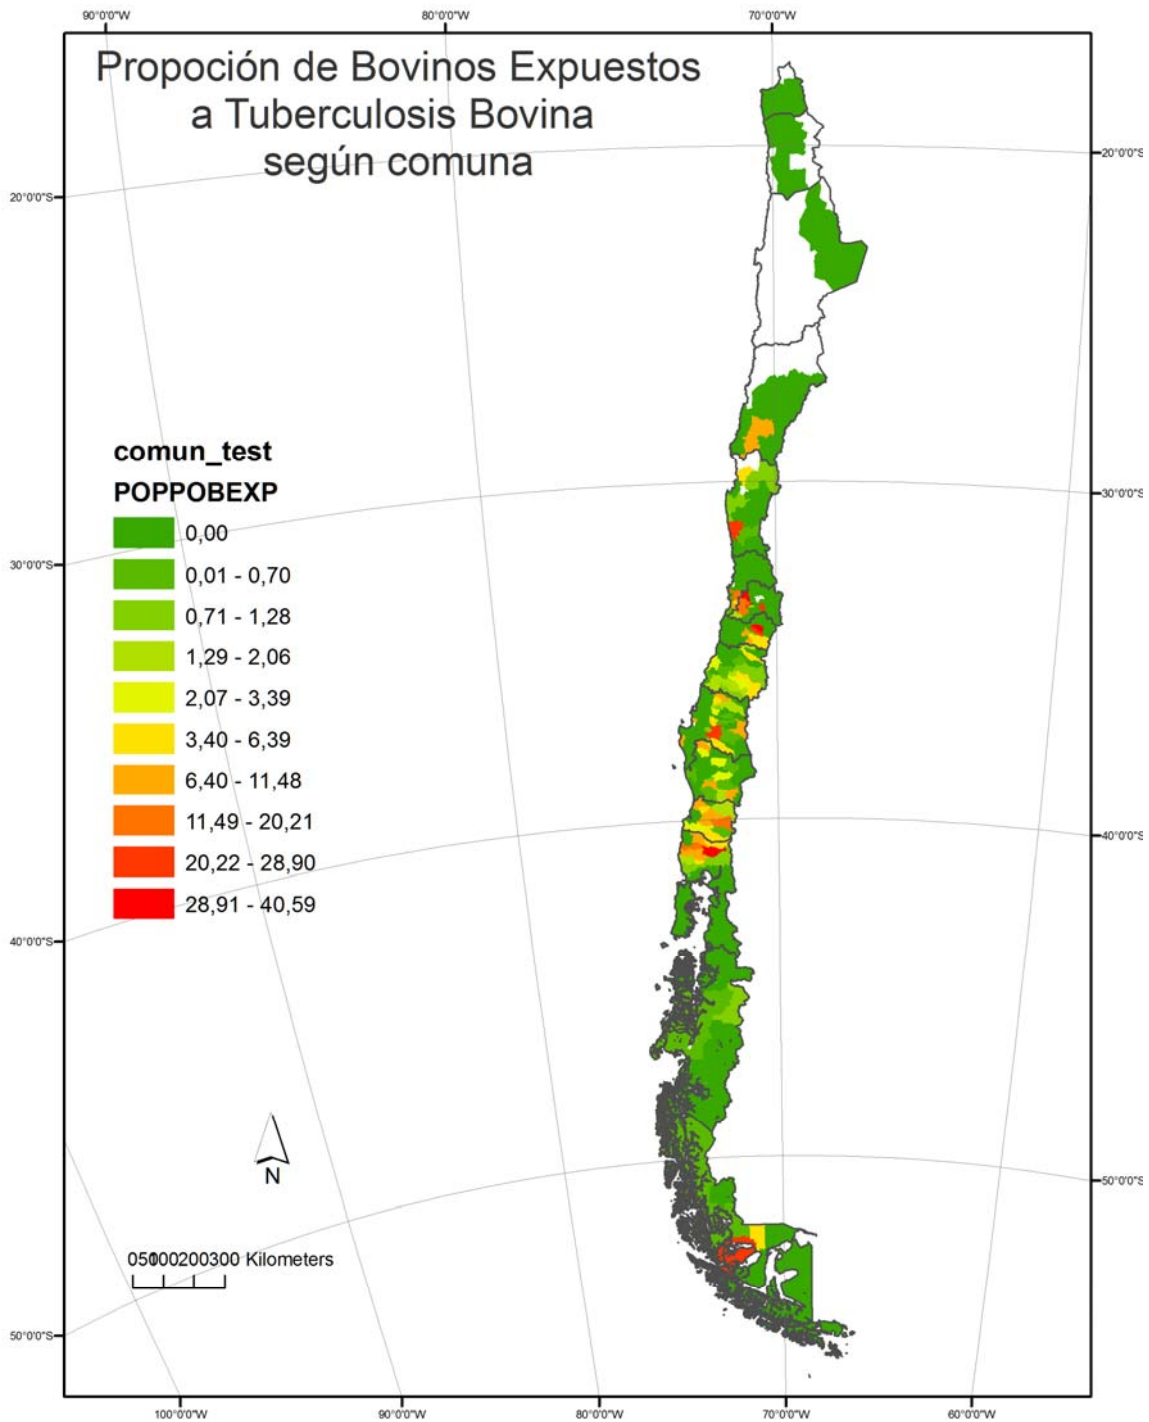 90°0'0"W
80°0'0"W
70°0'0"W
Propoción de Bovinos Expuestos
a Tuberculosis Bovina
según comuna
20°0'0"S
20°0'0"S
comun_test
POPPOBEXP
0,00
0,01 - 0,70
0,71 - 1,28
1,29 - 2,06
2,07 - 3,39
3,40 - 6,39
6,40 - 11,48
11,49 - 20,21
20,22 - 28,90
28,91 - 40,59
30°0'0"S
30°0'0"S
40°0'0"S
40°0'0"S
50°0'0"S
N
050100200300 Kilometers
50°0'0"S
100°0'0"W
90°0'0"W
80°0'0"W
70°0'0"W
60°0'0"W